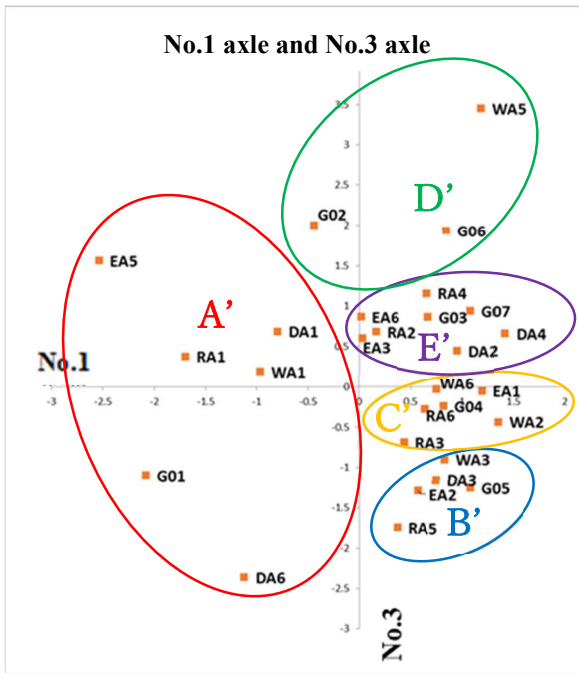 No.1 axle and No.3 axle
3.5
WA5
3
2.5
D’
G02
2
G06
EA5
1.5
RA4
A’
1
EA6
G03
G07
DA1
RA2
DA4
0.5
EA3
E’
DA2
No.1
RA1
WA1
WA6
EA1
0
-3
-2.5
-2
-1.5
-1
-0.5
0
0.5
1
1.5
2
C’
G04
RA6
WA2
-0.5
RA3
WA3
-1
G01
DA3
G05
EA2
-1.5
B’
RA5
-2
DA6
-2.5
No.3
-3